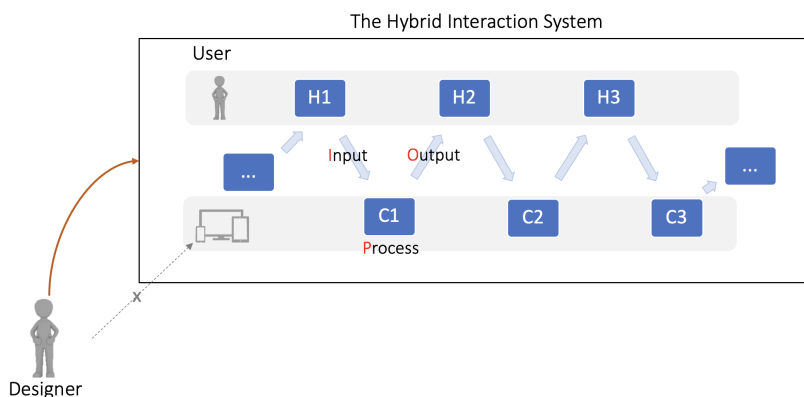 The Hybrid Interaction System
User
H1 H2 H3
Input Output
... ...
C1 C2 C3
Process
x
Designer